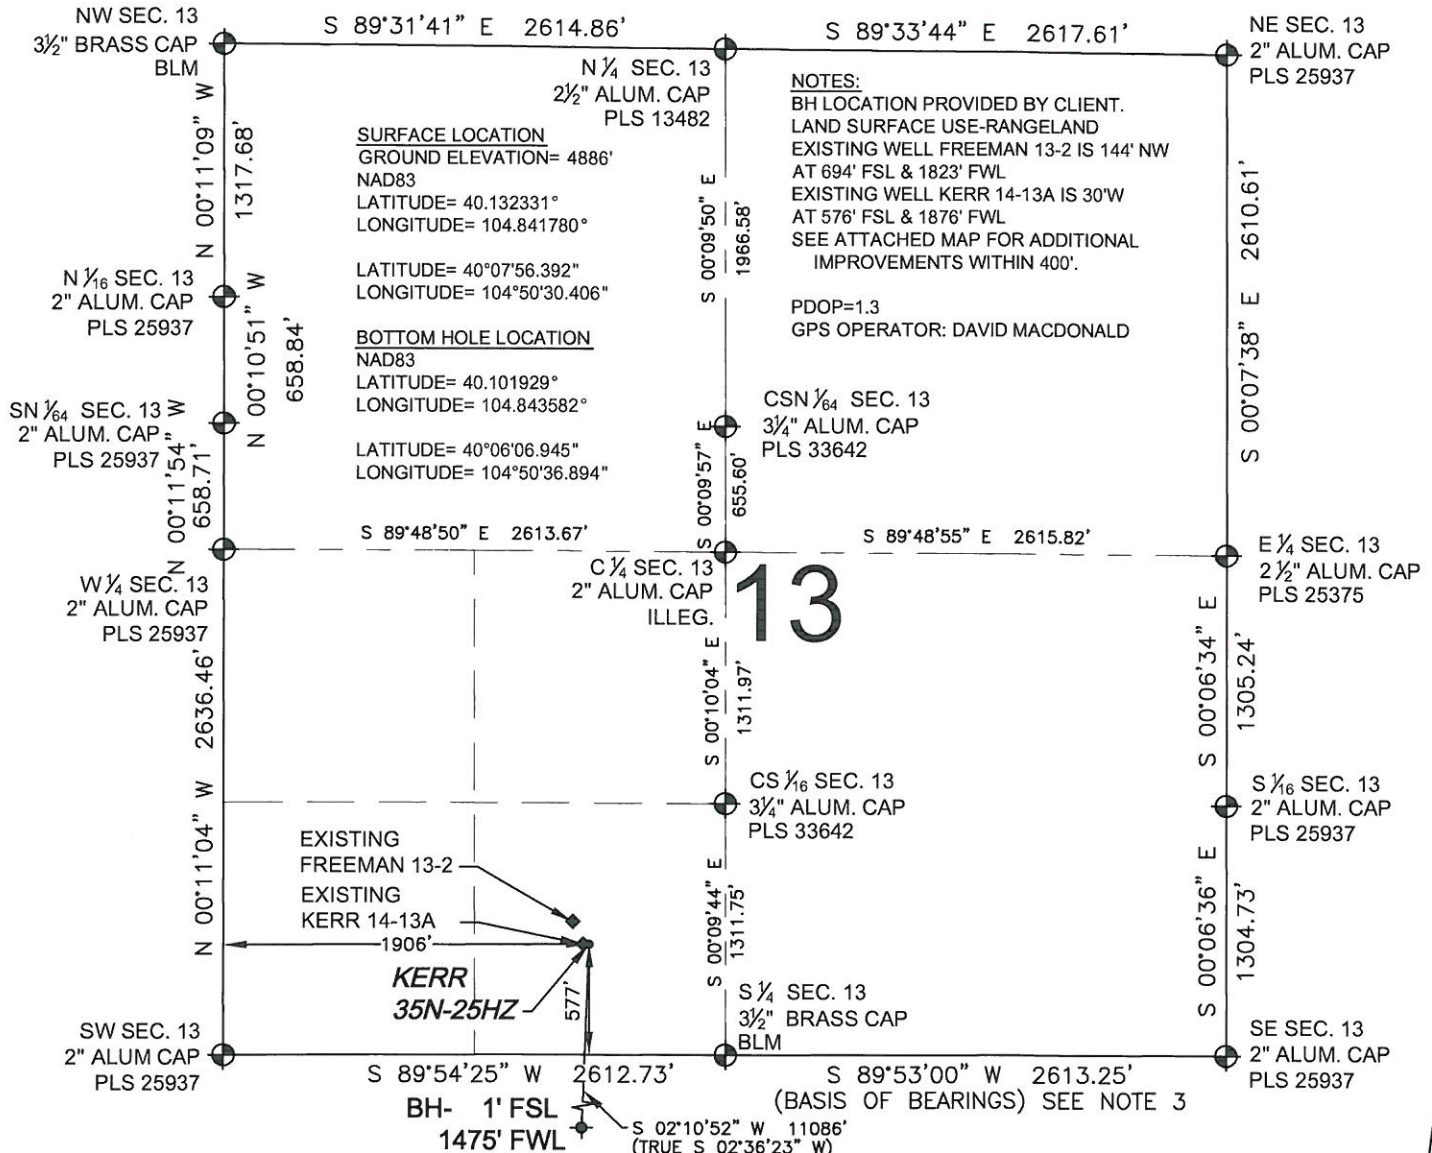 NW SEC. 13
3½" BRASS CAP
BLM
S 89°31'41" E 2614.86'
N ¼ SEC. 13
2½" ALUM. CAP
PLS 13482
S 89°33'44" E 2617.61'
NE SEC. 13
2" ALUM. CAP
PLS 25937
N 00°11'09" W
1317.68'
SURFACE LOCATION
GROUND ELEVATION= 4886'
NAD83
LATITUDE= 40.132331°
LONGITUDE= 104.841780°
LATITUDE= 40°07'56.392"
LONGITUDE= 104°50'30.406"
BOTTOM HOLE LOCATION
NAD83
LATITUDE= 40.101929°
LONGITUDE= 104.843582°
LATITUDE= 40°06'06.945"
LONGITUDE= 104°50'36.894"
NOTES:
BH LOCATION PROVIDED BY CLIENT.
LAND SURFACE USE-RANGELAND
EXISTING WELL FREEMAN 13-2 IS 144' NW
AT 694' FSL & 1823' FWL
EXISTING WELL KERR 14-13A IS 30'W
AT 576' FSL & 1876' FWL
SEE ATTACHED MAP FOR ADDITIONAL
IMPROVEMENTS WITHIN 400'.
PDOP=1.3
GPS OPERATOR: DAVID MACDONALD
S 00°09'50" E
1966.58'
S 00°07'38" E 2610.61'
N 1/16 SEC. 13
2" ALUM. CAP
PLS 25937
N 00°10'51" W
658.84'
SN 1/64 SEC. 13
2" ALUM. CAP
PLS 25937
N 00°11'54" W
658.71'
CSN 1/64 SEC. 13
3¼" ALUM. CAP
PLS 33642
S 00°09'57" E
655.60'
S 89°48'50" E 2613.67'
S 89°48'55" E 2615.82'
W ¼ SEC. 13
2" ALUM. CAP
PLS 25937
C ¼ SEC. 13
2" ALUM. CAP
ILLEG.
13
E ¼ SEC. 13
2 ½" ALUM. CAP
PLS 25375
N 00°11'04" W 2636.46'
S 00°10'04" E
1311.97'
S 00°06'34" E
1305.24'
CS 1/16 SEC. 13
3¼" ALUM. CAP
PLS 33642
S 1/16 SEC. 13
2" ALUM. CAP
PLS 25937
EXISTING
FREEMAN 13-2
EXISTING
KERR 14-13A
1906'
KERR
35N-25HZ
577'
S 00°09'44" E
1311.75'
S 00°06'36" E
1304.73'
SW SEC. 13
2" ALUM CAP
PLS 25937
S ¼ SEC. 13
3½" BRASS CAP
BLM
SE SEC. 13
2" ALUM. CAP
PLS 25937
S 89°54'25" W 2612.73'
S 89°53'00" W 2613.25'
(BASIS OF BEARINGS) SEE NOTE 3
BH- 1' FSL
1475' FWL
S 02°10'52" W 11086'
(TRUE S 02°36'23" W)